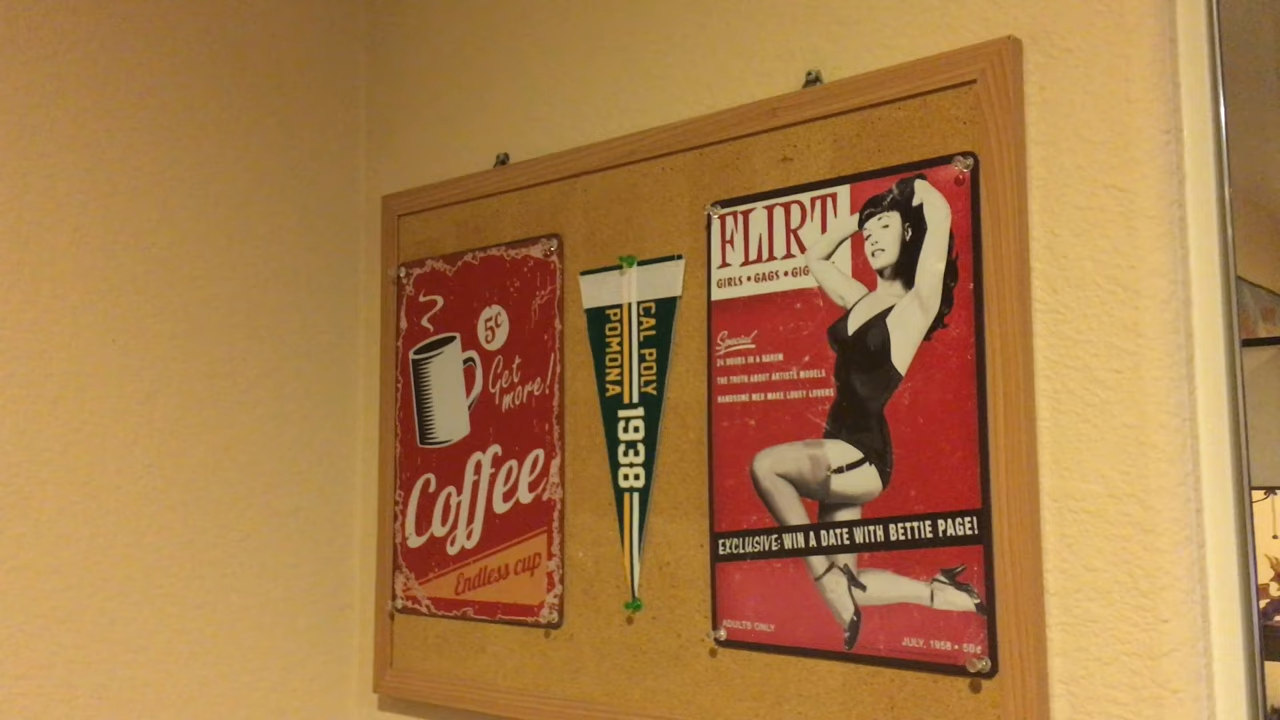 5¢
Get
more!
Coffee
Endless cup
CAL POLY
POMONA
1938
FLIRT
GIRLS • GAGS • GIG
Special
24 HOURS IN A HAREM
THE TRUTH ABOUT ARTISTS MODELS
HANDSOME MEN MAKE LOUSY LOVERS
EXCLUSIVE: WIN A DATE WITH BETTIE PAGE!
ADULTS ONLY
JULY, 1958 • 50¢